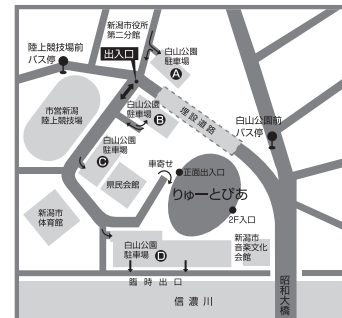 新潟市役所
第二分館
陸上競技場前
バス停
出入口
白山公園
駐車場
A
市営新潟
陸上競技場
白山公園
駐車場
B
埋設道路
白山公園前
バス停
白山公園
駐車場
C
車寄せ
正面出入口
県民会館
りゅーとぴあ
新潟市
体育館
2F入口
白山公園
駐車場
D
新潟市
音楽文化
会館
臨時出口
昭和大橋
信濃川